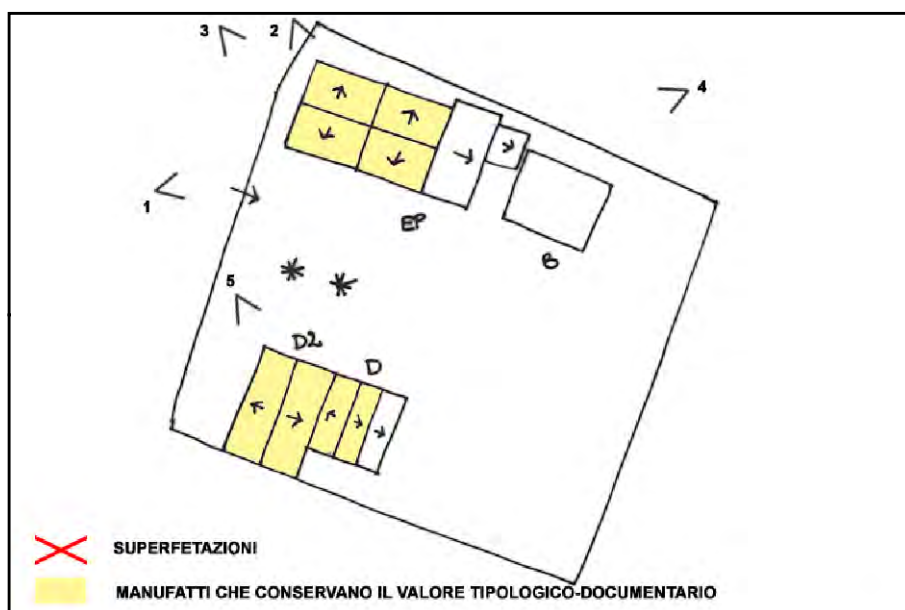 3
2
4
1
EP
B
5
D2
D
SUPERFETAZIONI
MANUFATTI CHE CONSERVANO IL VALORE TIPOLOGICO-DOCUMENTARIO